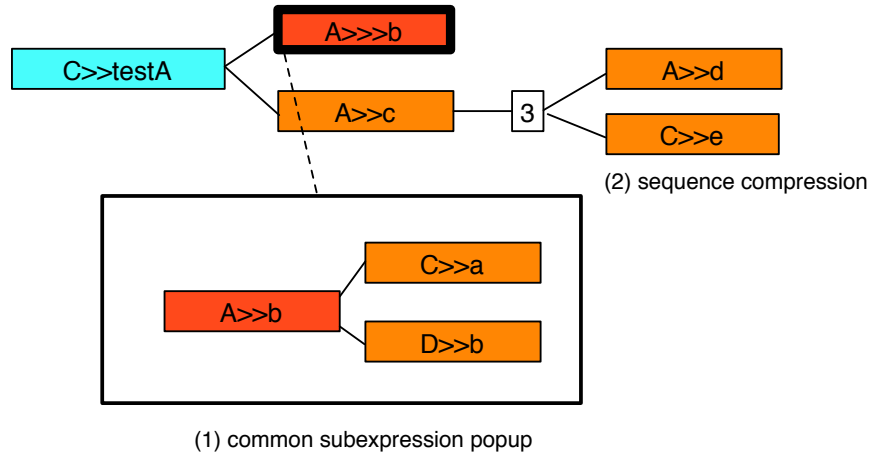 A>>>b
C>>testA
A>>d
A>>c
3
C>>e
(2) sequence compression
C>>a
A>>b
D>>b
(1) common subexpression popup